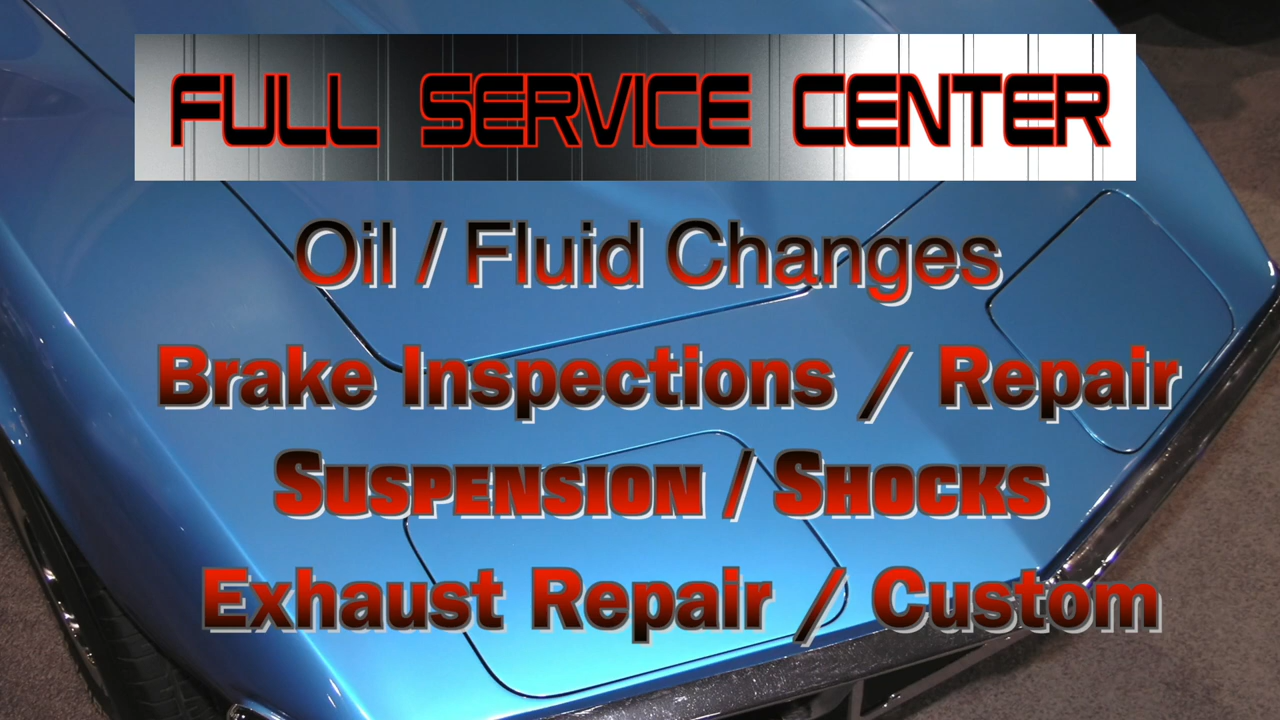 FULL SERVICE CENTER
Oil / Fluid Changes
Brake Inspections / Repair
Suspension / Shocks
Exhaust Repair / Custom